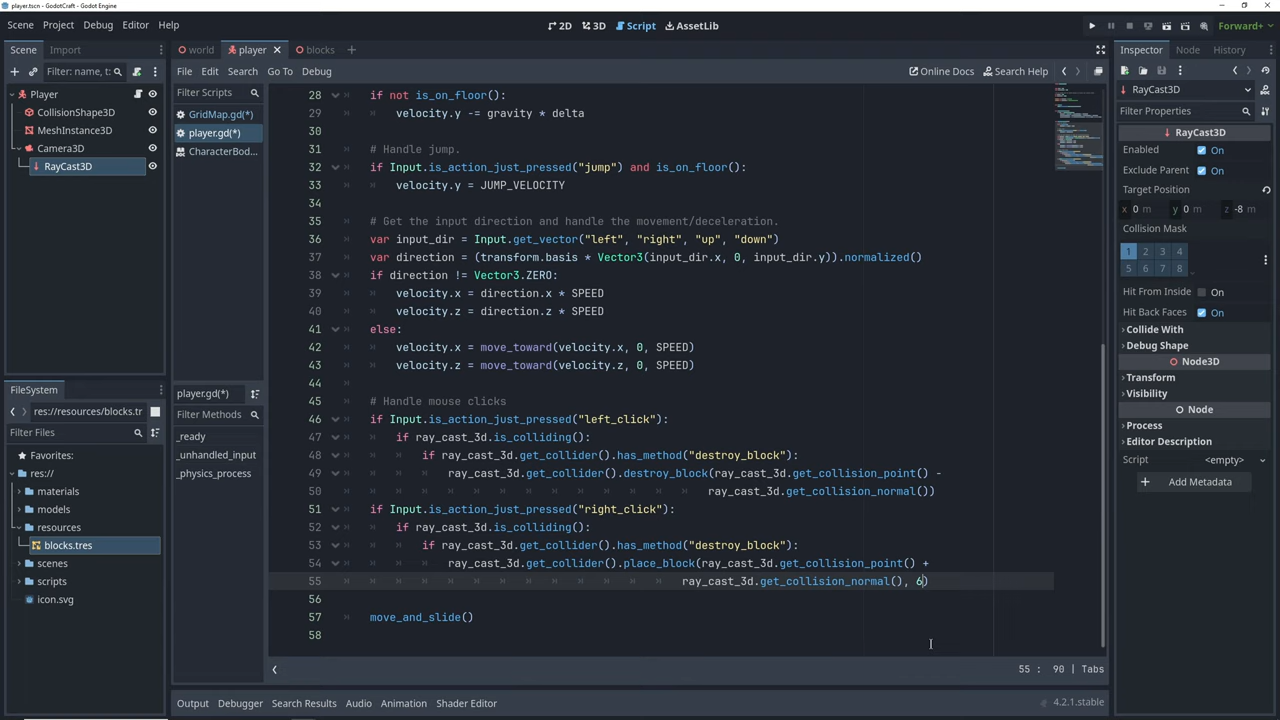 player.tscn - GodotCraft - Godot Engine
Scene Project Debug Editor Help
2D 3D Script AssetLib
Forward+
Scene Import
Filter: name, t:
Player
CollisionShape3D
MeshInstance3D
Camera3D
RayCast3D
FileSystem
res://resources/blocks.tr
Filter Files
Favorites:
res://
materials
models
resources
blocks.tres
scenes
scripts
icon.svg
world player blocks
File Edit Search Go To Debug
Online Docs Search Help
Filter Scripts
GridMap.gd(*)
player.gd(*)
CharacterBod...
player.gd(*)
Filter Methods
_ready
_unhandled_input
_physics_process
28 if not is_on_floor():
29 velocity.y -= gravity * delta
30
31 # Handle jump.
32 if Input.is_action_just_pressed("jump") and is_on_floor():
33 velocity.y = JUMP_VELOCITY
34
35 # Get the input direction and handle the movement/deceleration.
36 var input_dir = Input.get_vector("left", "right", "up", "down")
37 var direction = (transform.basis * Vector3(input_dir.x, 0, input_dir.y)).normalized()
38 if direction != Vector3.ZERO:
39 velocity.x = direction.x * SPEED
40 velocity.z = direction.z * SPEED
41 else:
42 velocity.x = move_toward(velocity.x, 0, SPEED)
43 velocity.z = move_toward(velocity.z, 0, SPEED)
44
45 # Handle mouse clicks
46 if Input.is_action_just_pressed("left_click"):
47 if ray_cast_3d.is_colliding():
48 if ray_cast_3d.get_collider().has_method("destroy_block"):
49 ray_cast_3d.get_collider().destroy_block(ray_cast_3d.get_collision_point() -
50 ray_cast_3d.get_collision_normal())
51 if Input.is_action_just_pressed("right_click"):
52 if ray_cast_3d.is_colliding():
53 if ray_cast_3d.get_collider().has_method("destroy_block"):
54 ray_cast_3d.get_collider().place_block(ray_cast_3d.get_collision_point() +
55 ray_cast_3d.get_collision_normal(), 6)
56
57 move_and_slide()
58
55 : 90 | Tabs
Output Debugger Search Results Audio Animation Shader Editor
4.2.1.stable
Inspector Node History
RayCast3D
Filter Properties
RayCast3D
Enabled On
Exclude Parent On
Target Position
x 0 m y 0 m z -8 m
Collision Mask
1 2 3 4
5 6 7 8
Hit From Inside On
Hit Back Faces On
Collide With
Debug Shape
Node3D
Transform
Visibility
Node
Process
Editor Description
Script <empty>
Add Metadata